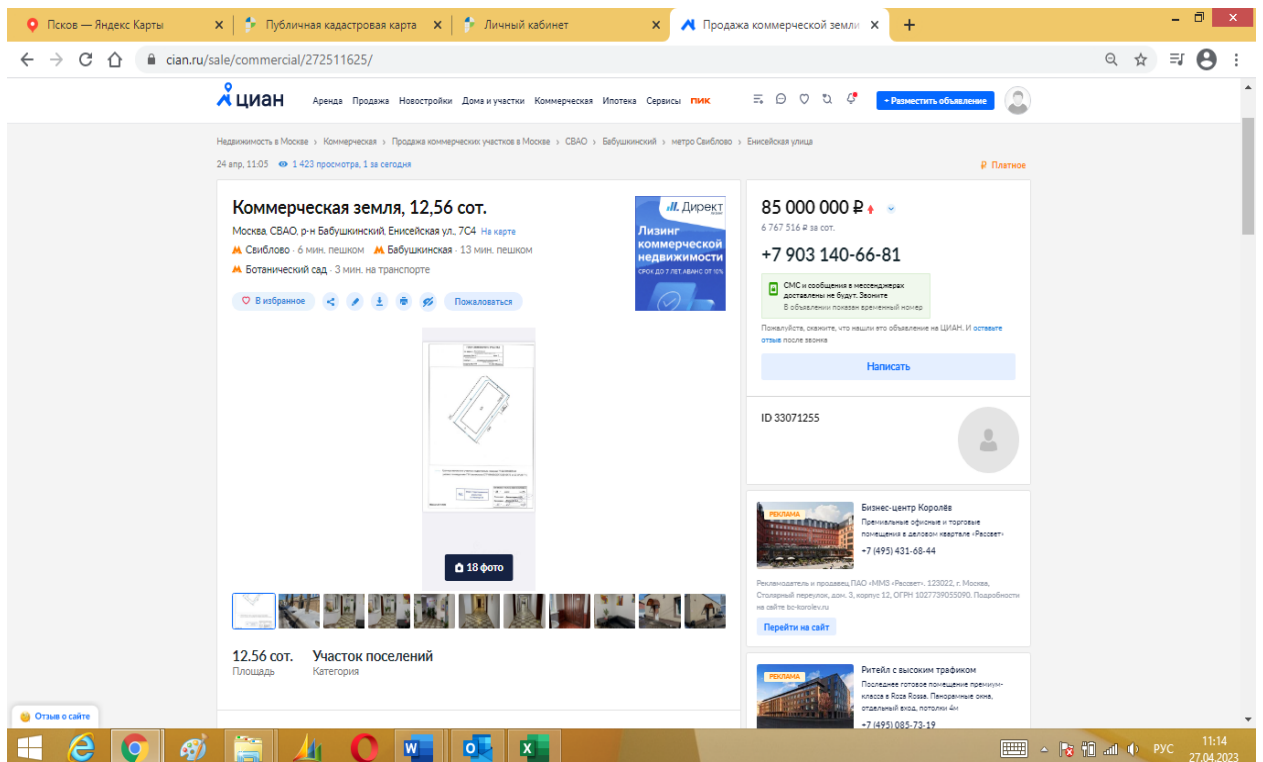 Псков — Яндекс Карты
Публичная кадастровая карта
Личный кабинет
Продажа коммерческой земли
cian.ru/sale/commercial/272511625/
циан
Аренда Продажа Новостройки Дома и участки Коммерческая Ипотека Сервисы ПИК
+ Разместить объявление
Недвижимость в Москве › Коммерческая › Продажа коммерческих участков в Москве › СВАО › Бабушкинский › метро Свиблово › Енисейская улица
24 апр, 11:05 1 423 просмотра, 1 за сегодня
₽ Платное
Коммерческая земля, 12,56 сот.
Москва, СВАО, р-н Бабушкинский, Енисейская ул., 7С4 На карте
Свиблово · 6 мин. пешком Бабушкинская · 13 мин. пешком
Ботанический сад · 3 мин. на транспорте
В избранное
Пожаловаться
Директ
Лизинг
коммерческой
недвижимости
СРОК ДО 7 ЛЕТ, АВАНС ОТ 10%
18 фото
12.56 сот. Участок поселений
Площадь Категория
85 000 000 ₽
6 767 516 ₽ за сот.
+7 903 140-66-81
СМС и сообщения в мессенджерах
доставлены не будут. Звоните
В объявлении показан временный номер
Пожалуйста, скажите, что нашли это объявление на ЦИАН. И оставьте
отзыв после звонка
Написать
ID 33071255
РЕКЛАМА
Бизнес-центр Королёв
Премиальные офисные и торговые
помещения в деловом квартале «Рассвет»
+7 (495) 431-68-44
Рекламодатель и продавец ПАО «ММЗ «Рассвет», 123022, г. Москва,
Столярный переулок, дом. 3, корпус 12, ОГРН 1027739055090. Подробности
на сайте bc-korolev.ru
Перейти на сайт
РЕКЛАМА
Ритейл с высоким трафиком
Последнее готовое помещение премиум-
класса в Roza Rossa. Панорамные окна,
отдельный вход, потолки 4м
+7 (495) 085-73-19
Отзыв о сайте
РУС
11:14
27.04.2023